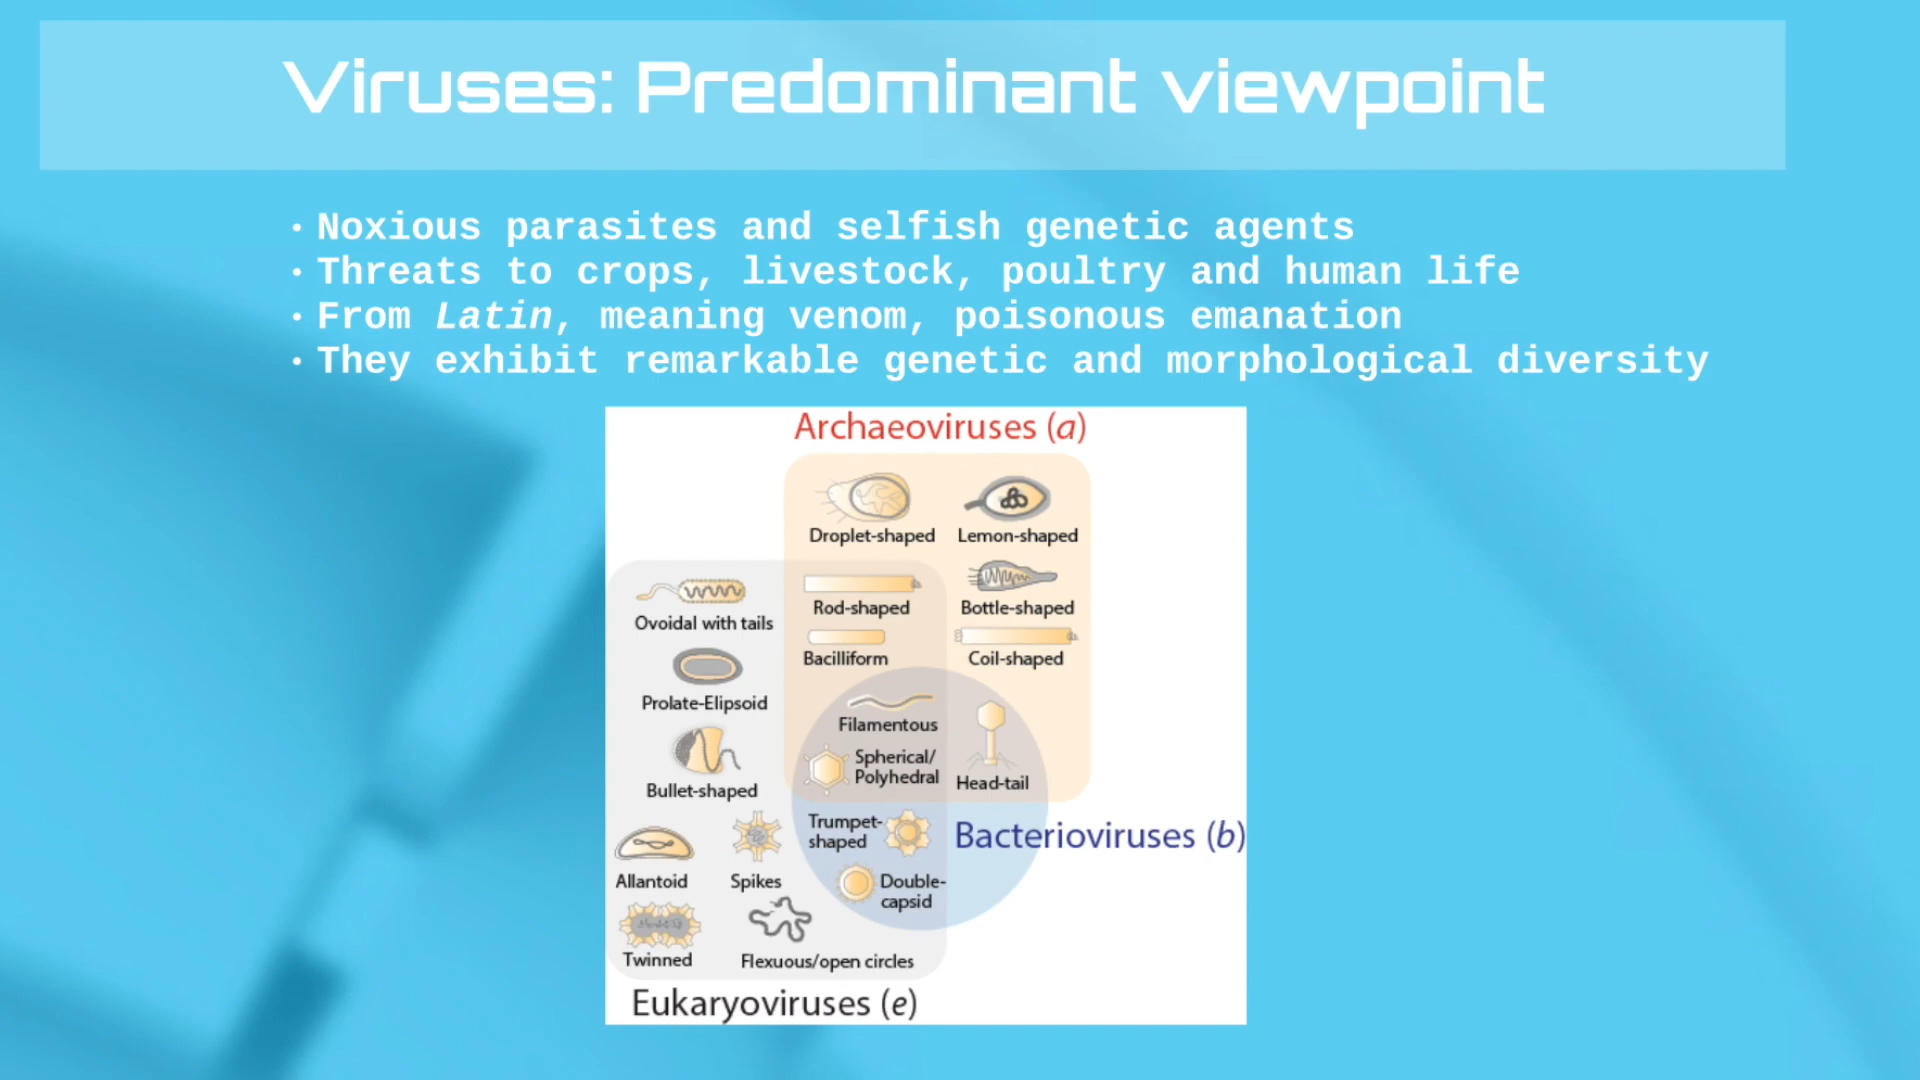 Viruses: Predominant viewpoint
• Noxious parasites and selfish genetic agents
• Threats to crops, livestock, poultry and human life
• From Latin, meaning venom, poisonous emanation
• They exhibit remarkable genetic and morphological diversity
Archaeoviruses (a)
Droplet-shaped
Lemon-shaped
Ovoidal with tails
Rod-shaped
Bottle-shaped
Bacilliform
Coil-shaped
Prolate-Elipsoid
Filamentous
Spherical/
Polyhedral
Head-tail
Bullet-shaped
Trumpet-
shaped
Bacterioviruses (b)
Allantoid
Spikes
Double-
capsid
Twinned
Flexuous/open circles
Eukaryoviruses (e)